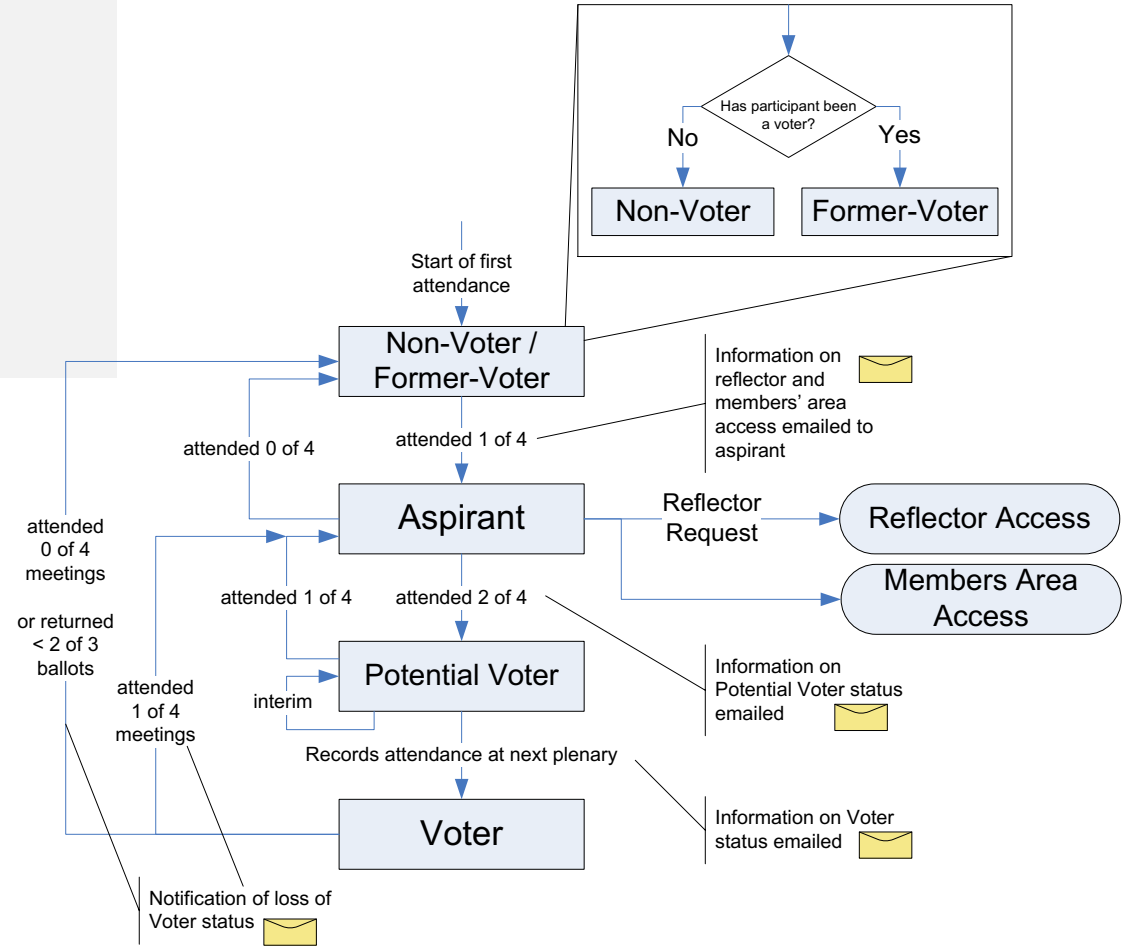 Has participant been
a voter?
No
Yes
Non-Voter
Former-Voter
Start of first
attendance
Non-Voter /
Former-Voter
Information on
reflector and
members’ area
access emailed to
aspirant
attended 1 of 4
attended 0 of 4
Aspirant
Reflector
Request
Reflector Access
Members Area
Access
attended
0 of 4
meetings
or returned
< 2 of 3
ballots
attended 1 of 4
attended 2 of 4
Potential Voter
Information on
Potential Voter status
emailed
interim
attended
1 of 4
meetings
Records attendance at next plenary
Voter
Information on Voter
status emailed
Notification of loss of
Voter status